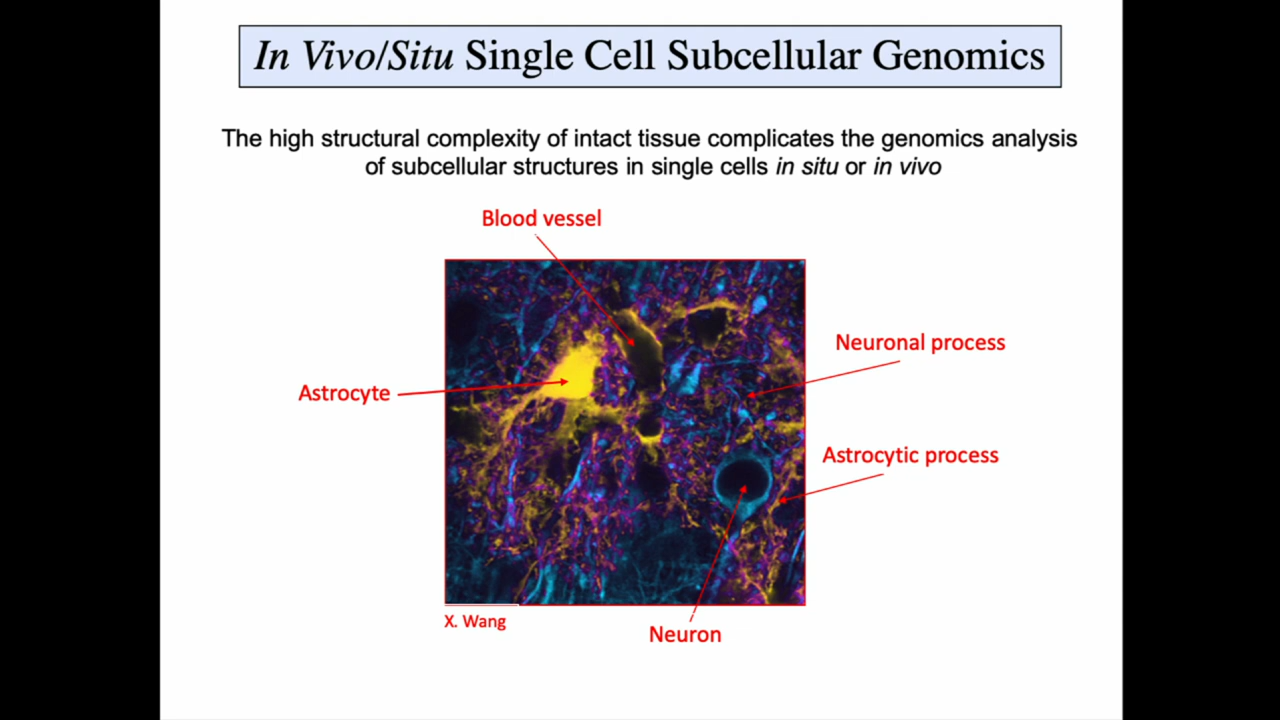 In Vivo/Situ Single Cell Subcellular Genomics
The high structural complexity of intact tissue complicates the genomics analysis
of subcellular structures in single cells in situ or in vivo
Blood vessel
Neuronal process
Astrocyte
Astrocytic process
X. Wang
Neuron